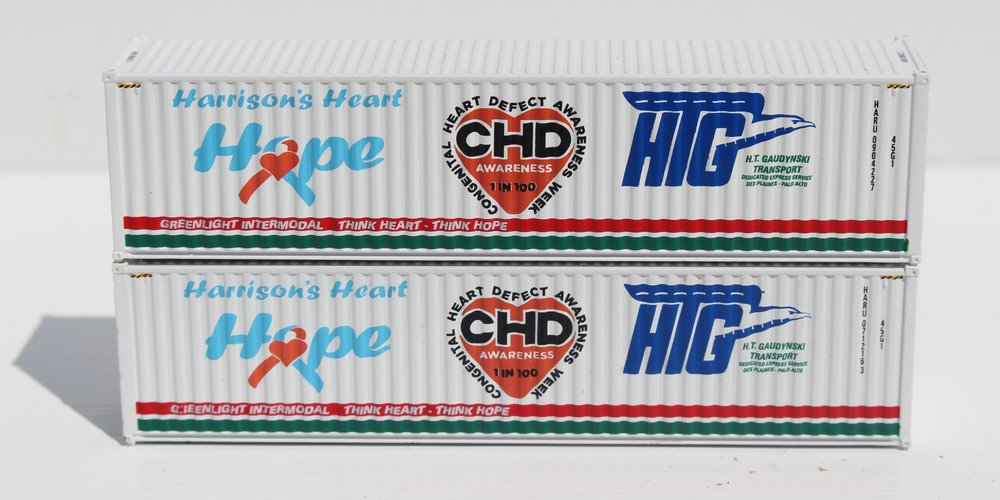 Harrison's Heart
Hope
CONGENITAL HEART DEFECT AWARENESS WEEK
CHD
AWARENESS
1 IN 100
HTG
H.T. GAUDYNSKI
TRANSPORT
DEDICATED EXPRESS SERVICE
DES PLAINES - PALO ALTO
HARU 090422 7
45G1
GREENLIGHT INTERMODAL THINK HEART - THINK HOPE
Harrison's Heart
Hope
CONGENITAL HEART DEFECT AWARENESS WEEK
CHD
AWARENESS
1 IN 100
HTG
H.T. GAUDYNSKI
TRANSPORT
DEDICATED EXPRESS SERVICE
DES PLAINES - PALO ALTO
HARU 071216 3
45G1
GREENLIGHT INTERMODAL THINK HEART - THINK HOPE